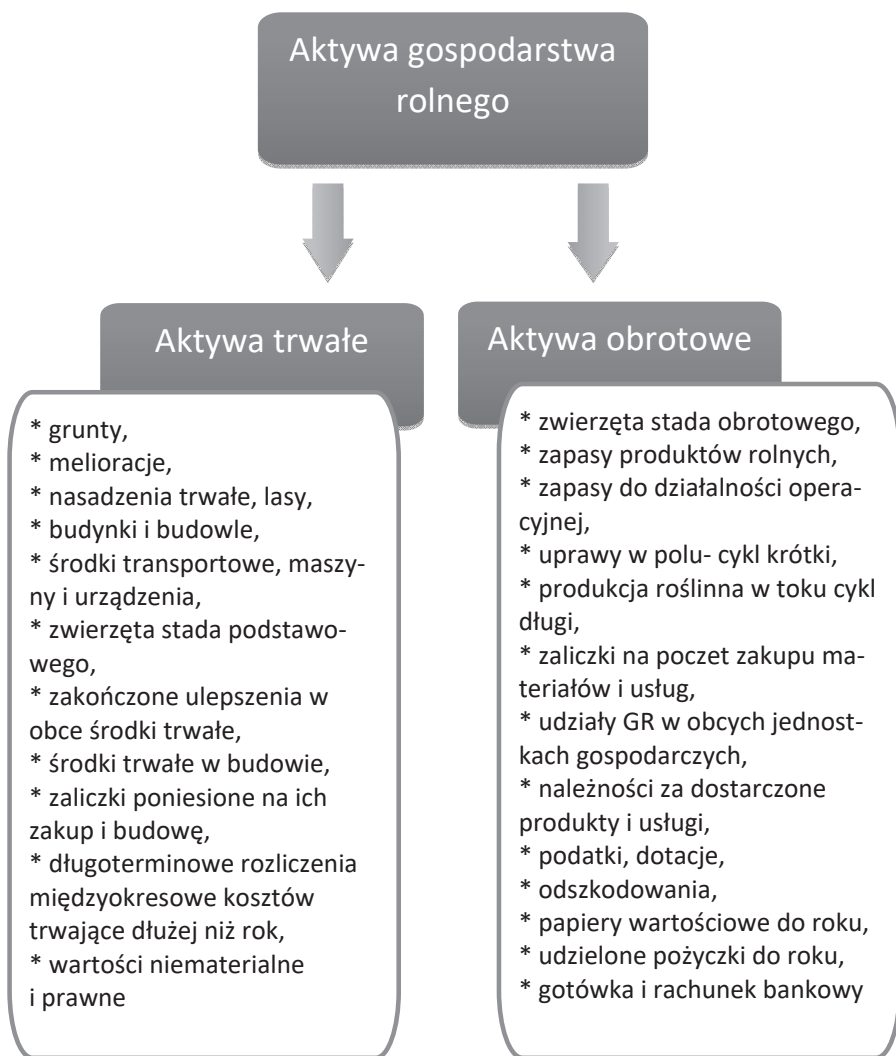 Aktywa gospodarstwa
rolnego
Aktywa trwałe
* grunty,
* melioracje,
* nasadzenia trwałe, lasy,
* budynki i budowle,
* środki transportowe, maszy-
ny i urządzenia,
* zwierzęta stada podstawo-
wego,
* zakończone ulepszenia w
obce środki trwałe,
* środki trwałe w budowie,
* zaliczki poniesione na ich
zakup i budowę,
* długoterminowe rozliczenia
międzyokresowe kosztów
trwające dłużej niż rok,
* wartości niematerialne
i prawne
Aktywa obrotowe
* zwierzęta stada obrotowego,
* zapasy produktów rolnych,
* zapasy do działalności opera-
cyjnej,
* uprawy w polu- cykl krótki,
* produkcja roślinna w toku cykl
długi,
* zaliczki na poczet zakupu ma-
teriałów i usług,
* udziały GR w obcych jednost-
kach gospodarczych,
* należności za dostarczone
produkty i usługi,
* podatki, dotacje,
* odszkodowania,
* papiery wartościowe do roku,
* udzielone pożyczki do roku,
* gotówka i rachunek bankowy